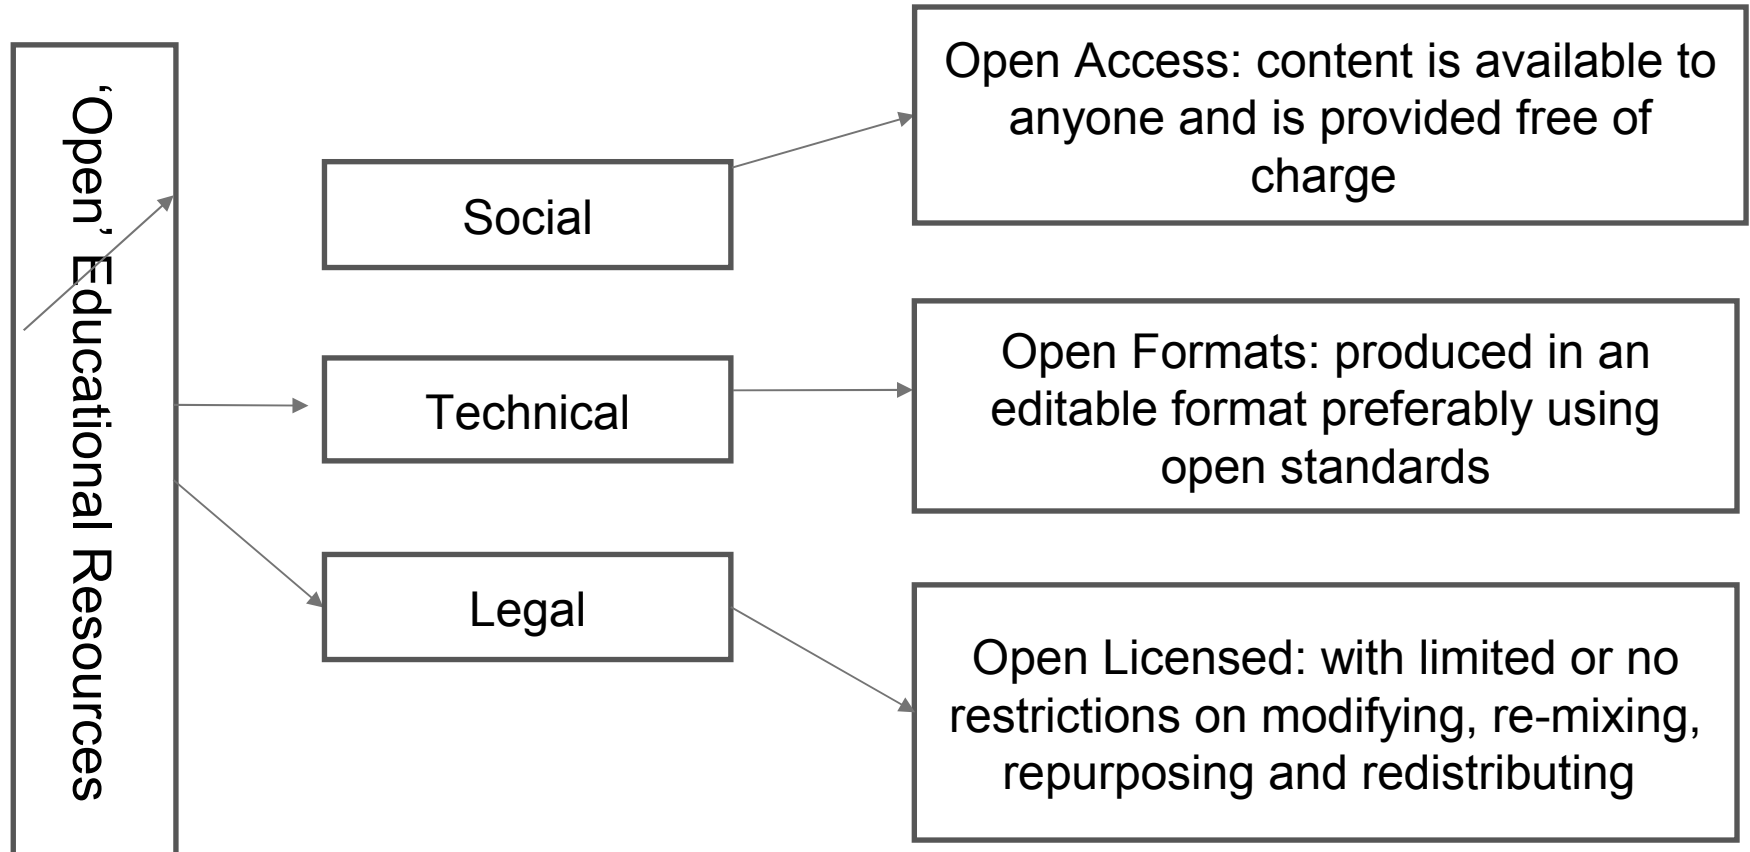 ‘Open’ Educational Resources
Social
Open Access: content is available to
anyone and is provided free of
charge
Technical
Open Formats: produced in an
editable format preferably using
open standards
Legal
Open Licensed: with limited or no
restrictions on modifying, re-mixing,
repurposing and redistributing